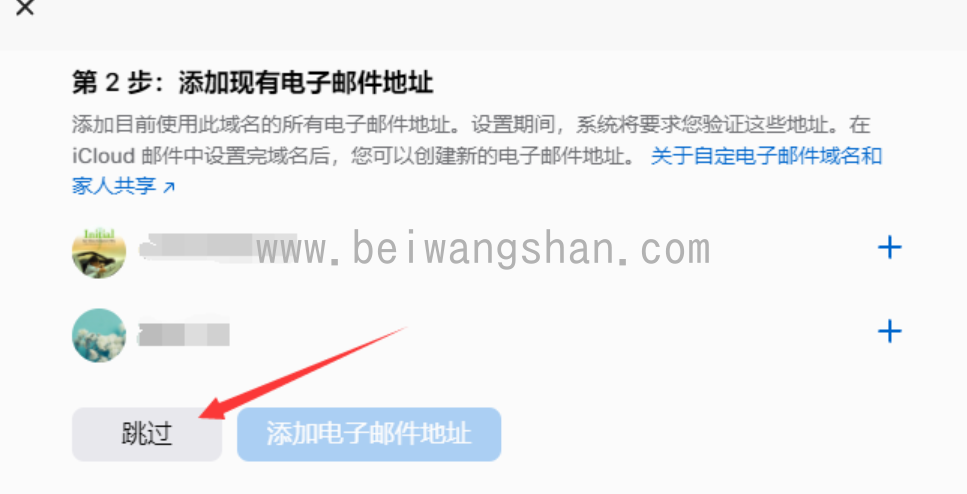 第 2 步：添加现有电子邮件地址
添加目前使用此域名的所有电子邮件地址。设置期间，系统将要求您验证这些地址。在
iCloud 邮件中设置完域名后，您可以创建新的电子邮件地址。 关于自定电子邮件域名和
家人共享 ↗
Initial
www.beiwangshan.com
跳过
添加电子邮件地址